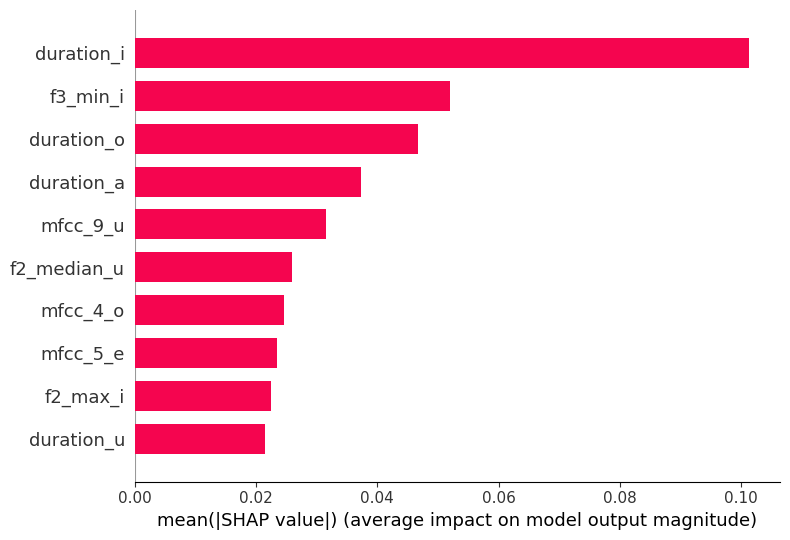 duration_i
f3_min_i
duration_o
duration_a
mfcc_9_u
f2_median_u
mfcc_4_o
mfcc_5_e
f2_max_i
duration_u
0.00 0.02 0.04 0.06 0.08 0.10
mean(|SHAP value|) (average impact on model output magnitude)